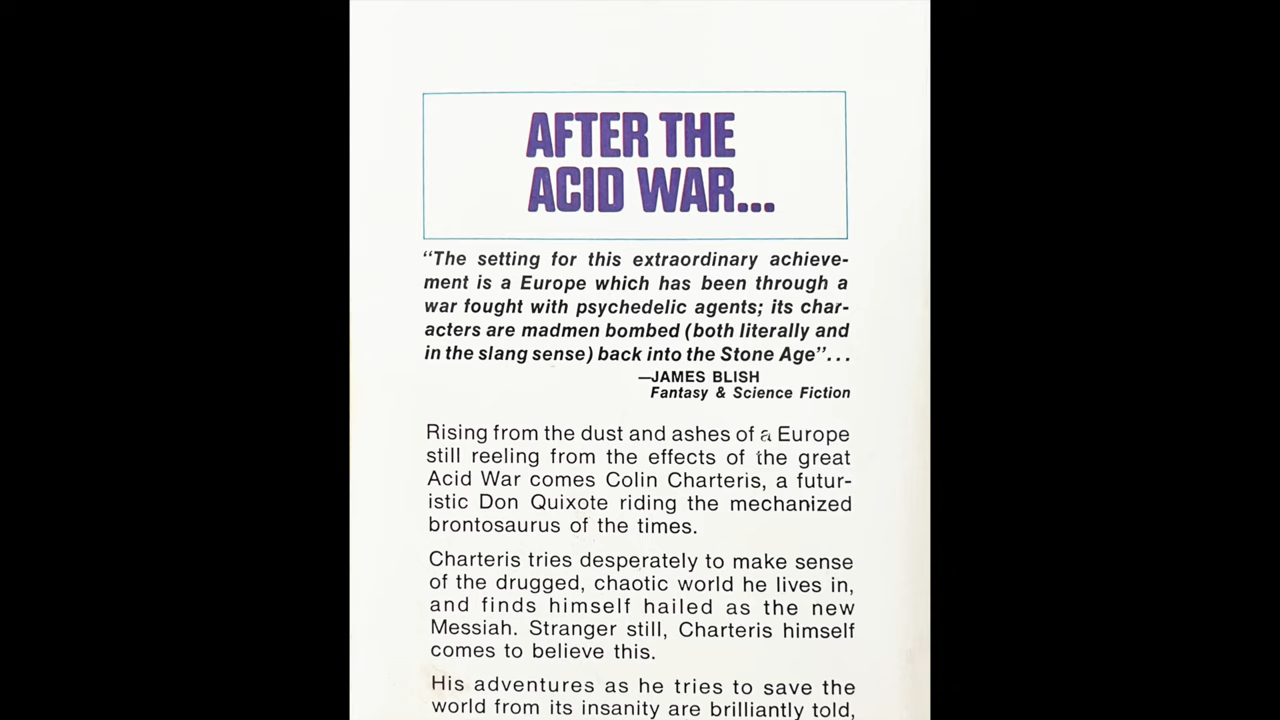 AFTER THE
ACID WAR...
“The setting for this extraordinary achieve-
ment is a Europe which has been through a
war fought with psychedelic agents; its char-
acters are madmen bombed (both literally and
in the slang sense) back into the Stone Age”...
—JAMES BLISH
Fantasy & Science Fiction
Rising from the dust and ashes of a Europe
still reeling from the effects of the great
Acid War comes Colin Charteris, a futur-
istic Don Quixote riding the mechanized
brontosaurus of the times.
Charteris tries desperately to make sense
of the drugged, chaotic world he lives in,
and finds himself hailed as the new
Messiah. Stranger still, Charteris himself
comes to believe this.
His adventures as he tries to save the
world from its insanity are brilliantly told,